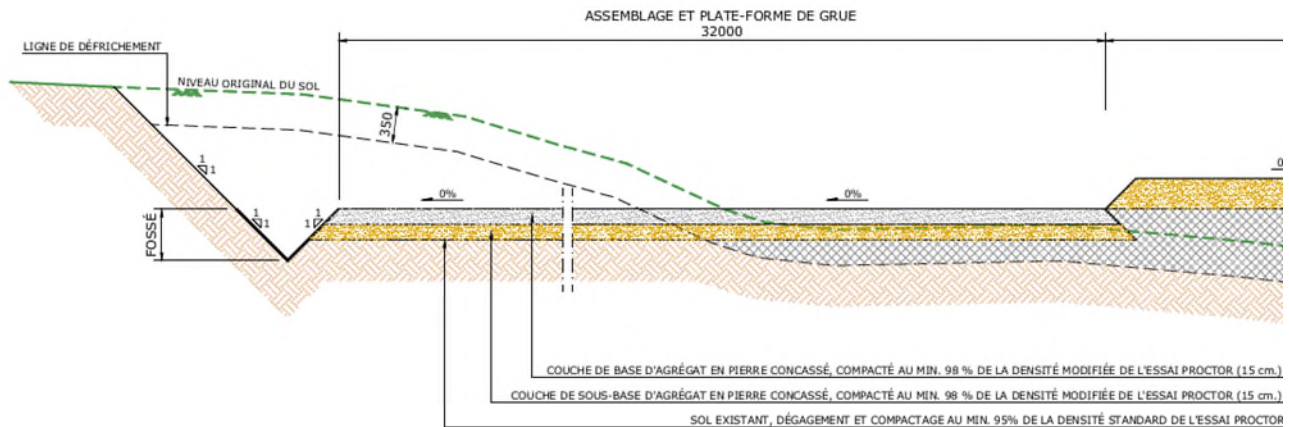 ASSEMBLAGE ET PLATE-FORME DE GRUE
32000
LIGNE DE DÉFRICHEMENT
NIVEAU ORIGINAL DU SOL
350
1
1
0%
0%
0
FOSSÉ
1
1
1
1
COUCHE DE BASE D'AGRÉGAT EN PIERRE CONCASSÉ, COMPACTÉ AU MIN. 98 % DE LA DENSITÉ MODIFIÉE DE L'ESSAI PROCTOR (15 cm.)
COUCHE DE SOUS-BASE D'AGRÉGAT EN PIERRE CONCASSÉ, COMPACTÉ AU MIN. 98 % DE LA DENSITÉ MODIFIÉE DE L'ESSAI PROCTOR (15 cm.)
SOL EXISTANT, DÉGAGEMENT ET COMPACTAGE AU MIN. 95% DE LA DENSITÉ STANDARD DE L'ESSAI PROCTOR